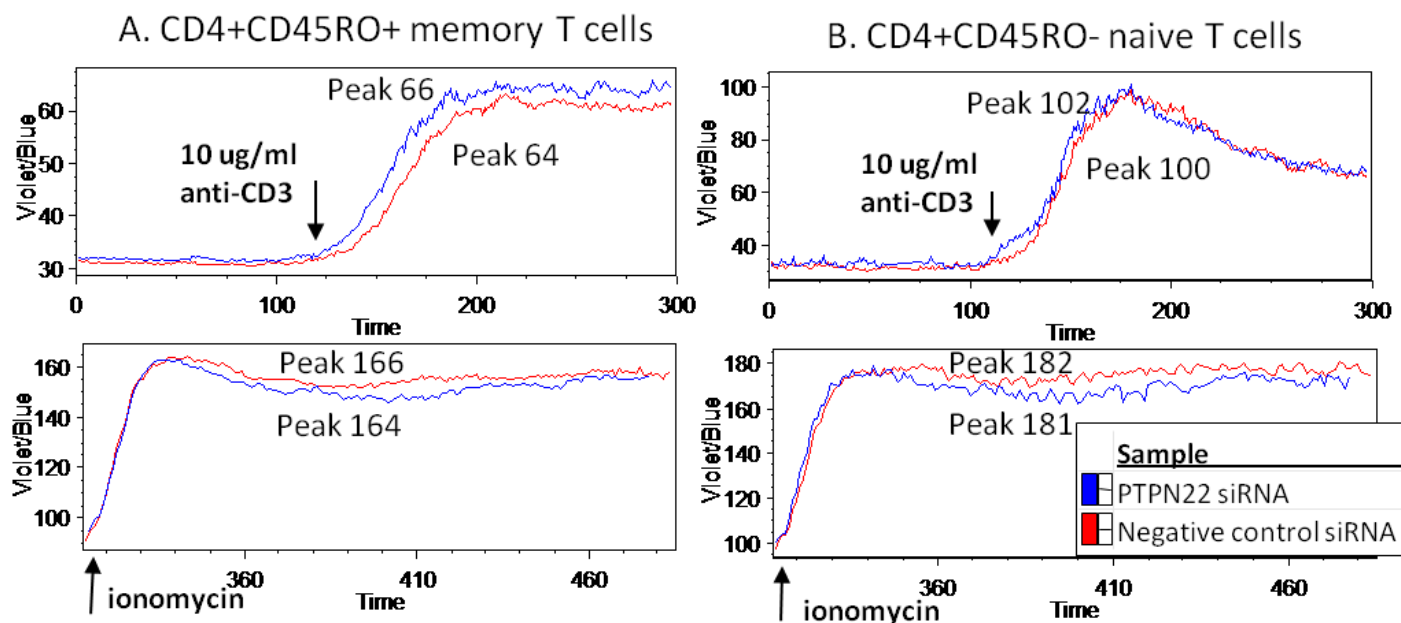 A. CD4+CD45RO+ memory T cells
Peak 66
Peak 64
10 ug/ml
anti-CD3
Violet/Blue
60
50
40
30
0
100
200
300
Time
Peak 166
Peak 164
Violet/Blue
160
140
120
100
360
410
460
ionomycin
Time
B. CD4+CD45RO- naive T cells
Peak 102
Peak 100
10 ug/ml
anti-CD3
Violet/Blue
100
80
60
40
0
100
200
300
Time
Peak 182
Peak 181
Violet/Blue
180
160
140
120
100
360
410
460
ionomycin
Time
Sample
PTPN22 siRNA
Negative control siRNA